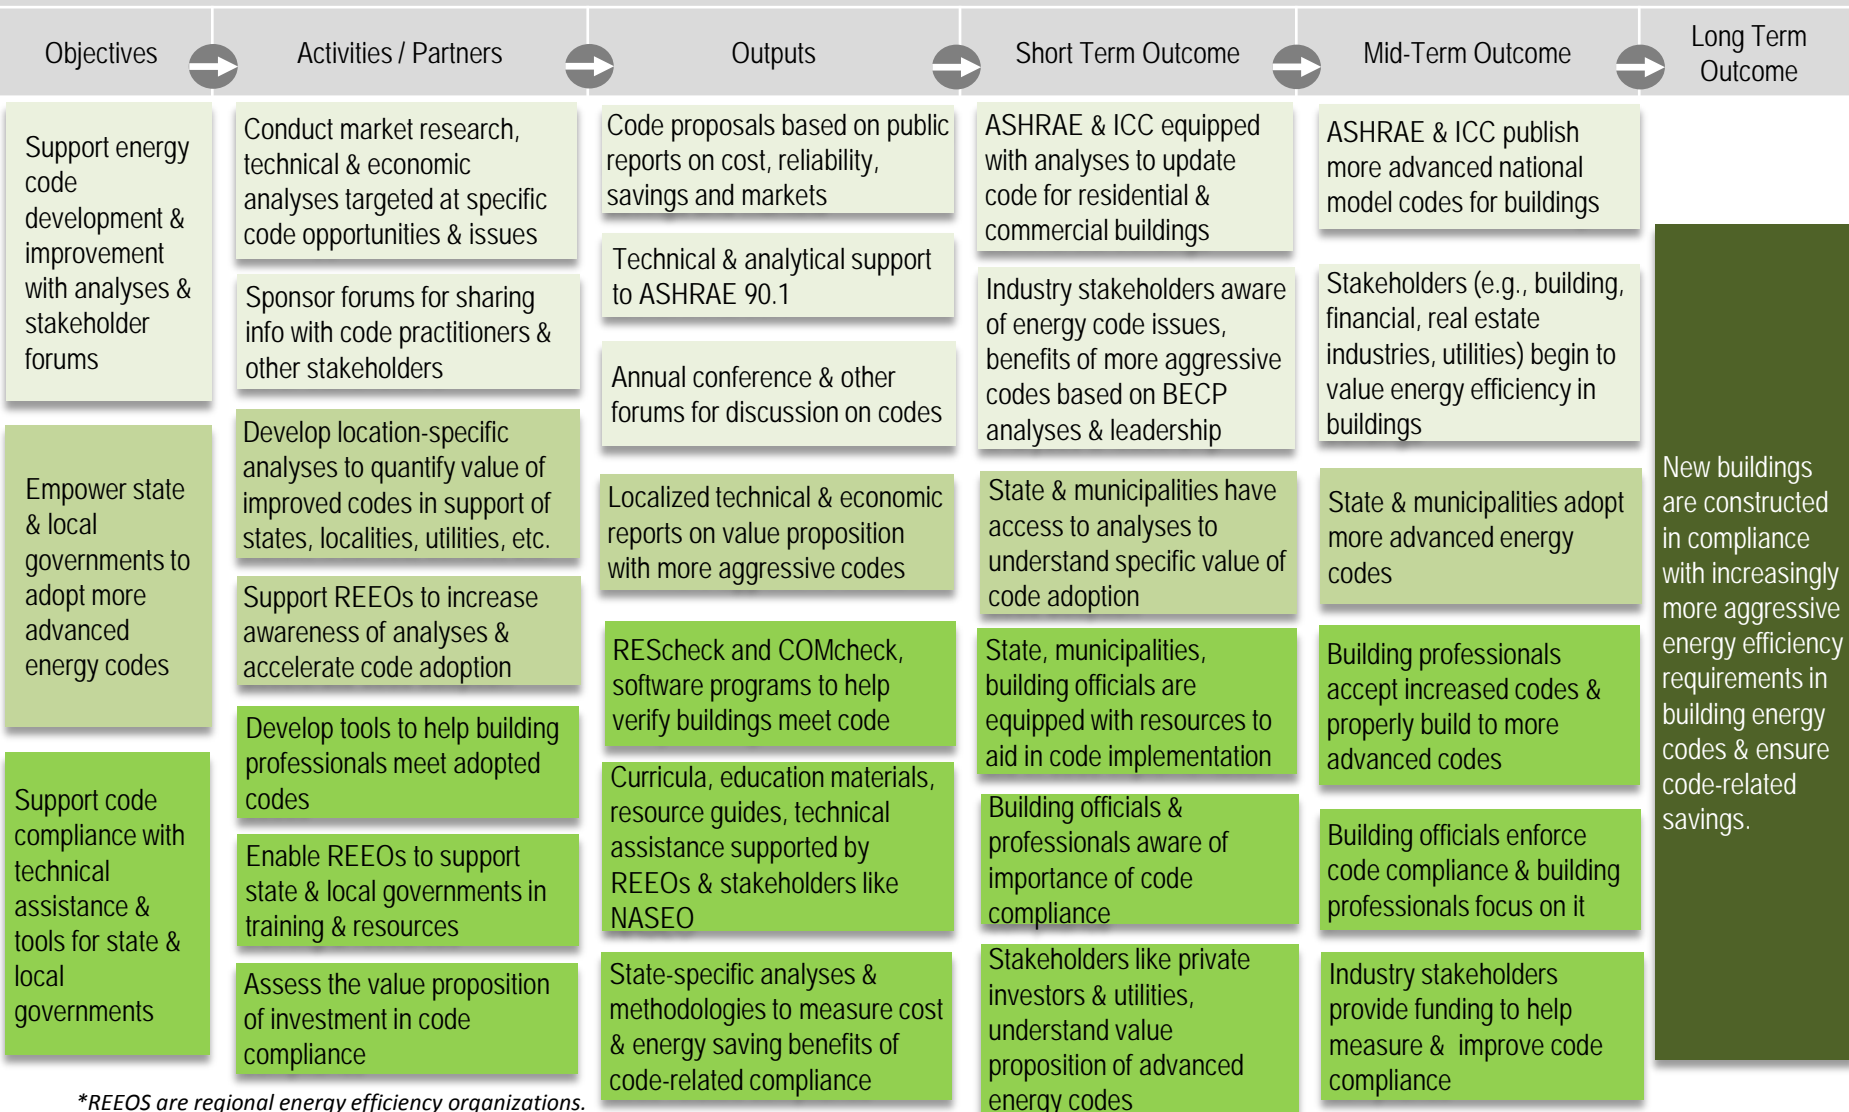 Objectives
Activities / Partners
Outputs
Short Term Outcome
Mid-Term Outcome
Long Term
Outcome
Support energy
code
development &
improvement
with analyses &
stakeholder
forums
Empower state
& local
governments to
adopt more
advanced
energy codes
Support code
compliance with
technical
assistance &
tools for state &
local
governments
Conduct market research,
technical & economic
analyses targeted at specific
code opportunities & issues
Sponsor forums for sharing
info with code practitioners &
other stakeholders
Develop location-specific
analyses to quantify value of
improved codes in support of
states, localities, utilities, etc.
Support REEOs to increase
awareness of analyses &
accelerate code adoption
Develop tools to help building
professionals meet adopted
codes
Enable REEOs to support
state & local governments in
training & resources
Assess the value proposition
of investment in code
compliance
Code proposals based on public
reports on cost, reliability,
savings and markets
Technical & analytical support
to ASHRAE 90.1
Annual conference & other
forums for discussion on codes
Localized technical & economic
reports on value proposition
with more aggressive codes
REScheck and COMcheck,
software programs to help
verify buildings meet code
Curricula, education materials,
resource guides, technical
assistance supported by
REEOs & stakeholders like
NASEO
State-specific analyses &
methodologies to measure cost
& energy saving benefits of
code-related compliance
ASHRAE & ICC equipped
with analyses to update
code for residential &
commercial buildings
Industry stakeholders aware
of energy code issues,
benefits of more aggressive
codes based on BECP
analyses & leadership
State & municipalities have
access to analyses to
understand specific value of
code adoption
State, municipalities,
building officials are
equipped with resources to
aid in code implementation
Building officials &
professionals aware of
importance of code
compliance
Stakeholders like private
investors & utilities,
understand value
proposition of advanced
energy codes
ASHRAE & ICC publish
more advanced national
model codes for buildings
Stakeholders (e.g., building,
financial, real estate
industries, utilities) begin to
value energy efficiency in
buildings
State & municipalities adopt
more advanced energy
codes
Building professionals
accept increased codes &
properly build to more
advanced codes
Building officials enforce
code compliance & building
professionals focus on it
Industry stakeholders
provide funding to help
measure & improve code
compliance
New buildings
are constructed
in compliance
with increasingly
more aggressive
energy efficiency
requirements in
building energy
codes & ensure
code-related
savings.
*REEOS are regional energy efficiency organizations.